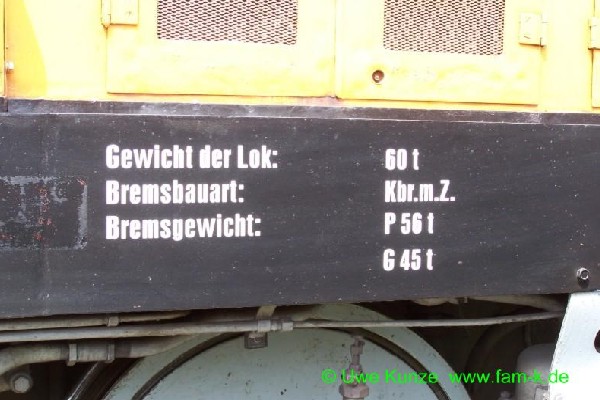 Gewicht der Lok: 60 t
Bremsbauart: Kbr.m.Z.
Bremsgewicht: P 56 t
G 45 t
© Uwe Kunze www.fam-k.de